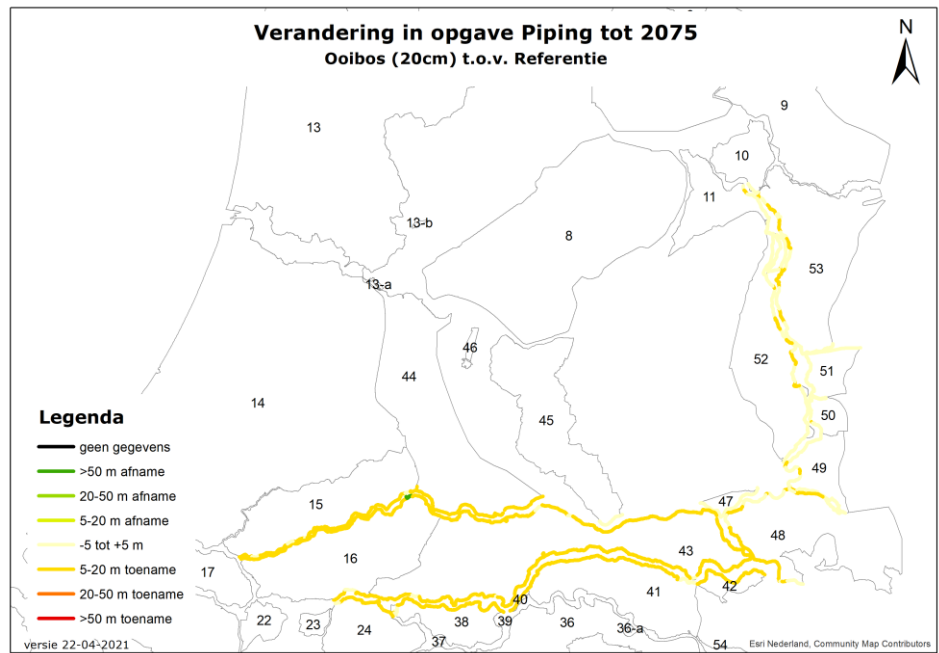 Verandering in opgave Piping tot 2075
Ooibos (20cm) t.o.v. Referentie
N
9
13
10
11
13-b
8
53
13-a
46
52
44
51
14
45
50
Legenda
geen gegevens
>50 m afname
20-50 m afname
5-20 m afname
-5 tot +5 m
5-20 m toename
20-50 m toename
>50 m toename
49
47
15
48
16
43
17
42
41
40
22
23
24
38
39
36
36-a
37
54
versie 22-04-2021
Esri Nederland, Community Map Contributors